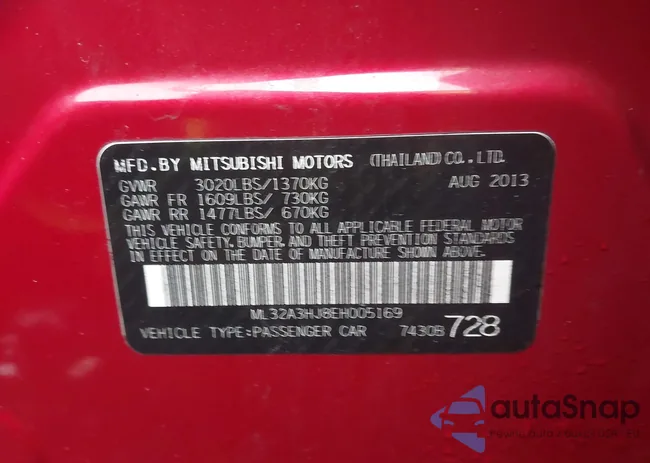 MFD.BY MITSUBISHI MOTORS (THAILAND)CO.,LTD.
GVWR 3020LBS/1370KG AUG 2013
GAWR FR 1609LBS/ 730KG
GAWR RR 1477LBS/ 670KG
THIS VEHICLE CONFORMS TO ALL APPLICABLE FEDERAL MOTOR
VEHICLE SAFETY, BUMPER, AND THEFT PREVENTION STANDARDS
IN EFFECT ON THE DATE OF MANUFACTURE SHOWN ABOVE.
ML32A3HJ8EH005169
VEHICLE TYPE:PASSENGER CAR 7430B 728
autoSnap